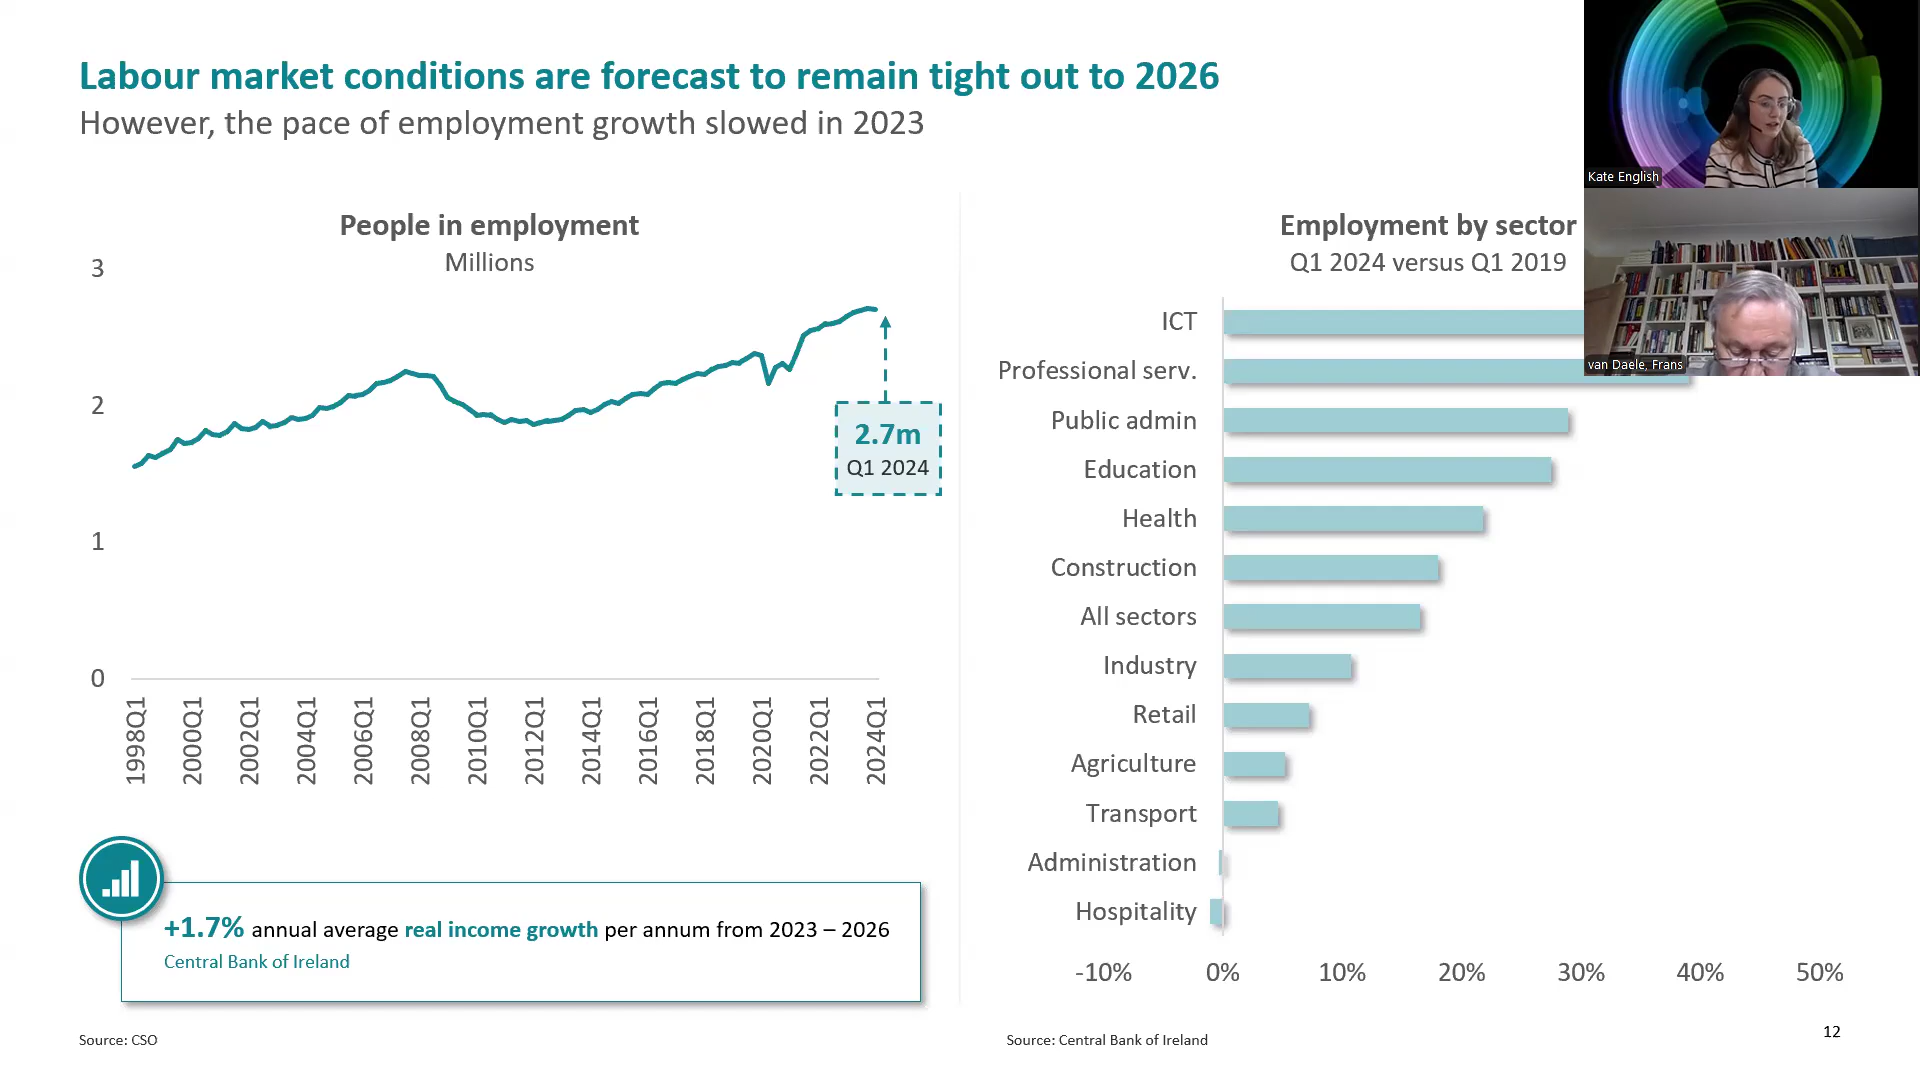 Labour market conditions are forecast to remain tight out to 2026
However, the pace of employment growth slowed in 2023
People in employment
Millions
3
2
1
0
2.7m
Q1 2024
1998Q1
2000Q1
2002Q1
2004Q1
2006Q1
2008Q1
2010Q1
2012Q1
2014Q1
2016Q1
2018Q1
2020Q1
2022Q1
2024Q1
+1.7% annual average real income growth per annum from 2023 – 2026
Central Bank of Ireland
Source: CSO
Employment by sector
Q1 2024 versus Q1 2019
ICT
Professional serv.
Public admin
Education
Health
Construction
All sectors
Industry
Retail
Agriculture
Transport
Administration
Hospitality
-10%
0%
10%
20%
30%
40%
50%
Source: Central Bank of Ireland
12
Kate English
van Daele, Frans